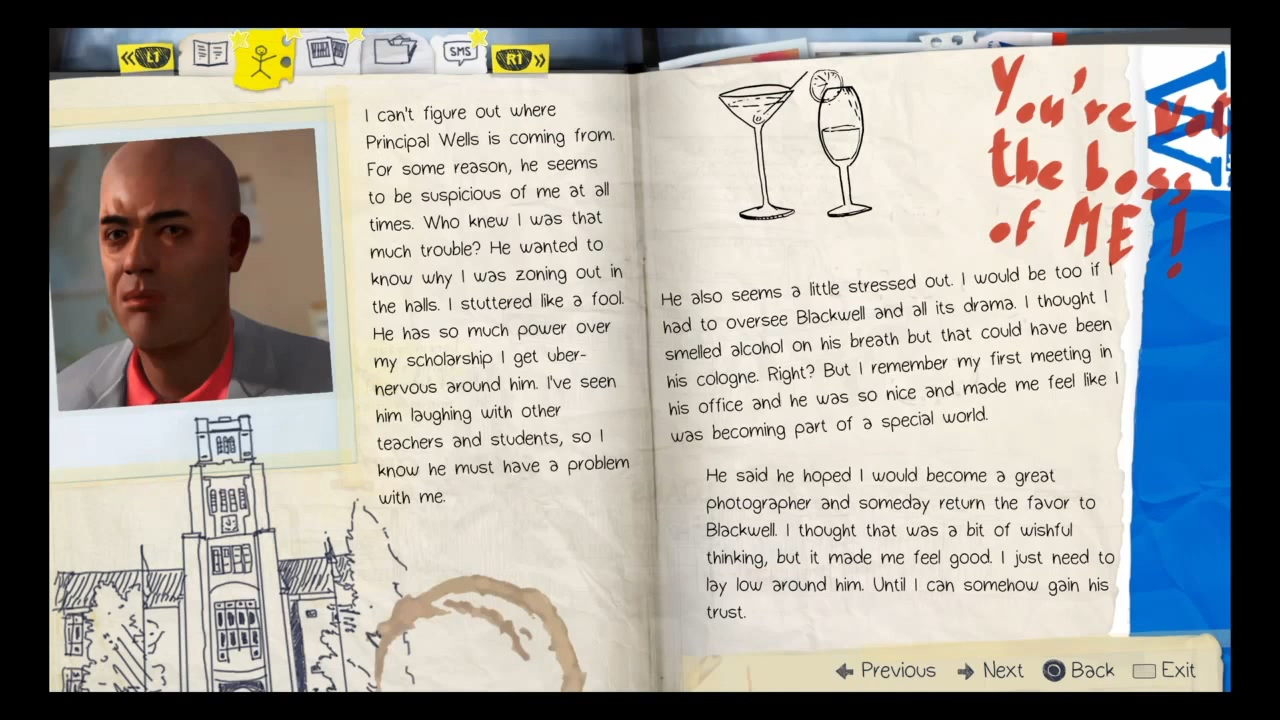 L1
SMS
R1
I can't figure out where
Principal Wells is coming from.
For some reason, he seems
to be suspicious of me at all
times. Who knew I was that
much trouble? He wanted to
know why I was zoning out in
the halls. I stuttered like a fool.
He has so much power over
my scholarship I get uber-
nervous around him. I've seen
him laughing with other
teachers and students, so I
know he must have a problem
with me.
You're not
the boss
of ME!
W
He also seems a little stressed out. I would be too if I
had to oversee Blackwell and all its drama. I thought I
smelled alcohol on his breath but that could have been
his cologne. Right? But I remember my first meeting in
his office and he was so nice and made me feel like I
was becoming part of a special world.
He said he hoped I would become a great
photographer and someday return the favor to
Blackwell. I thought that was a bit of wishful
thinking, but it made me feel good. I just need to
lay low around him. Until I can somehow gain his
trust.
Previous Next Back Exit